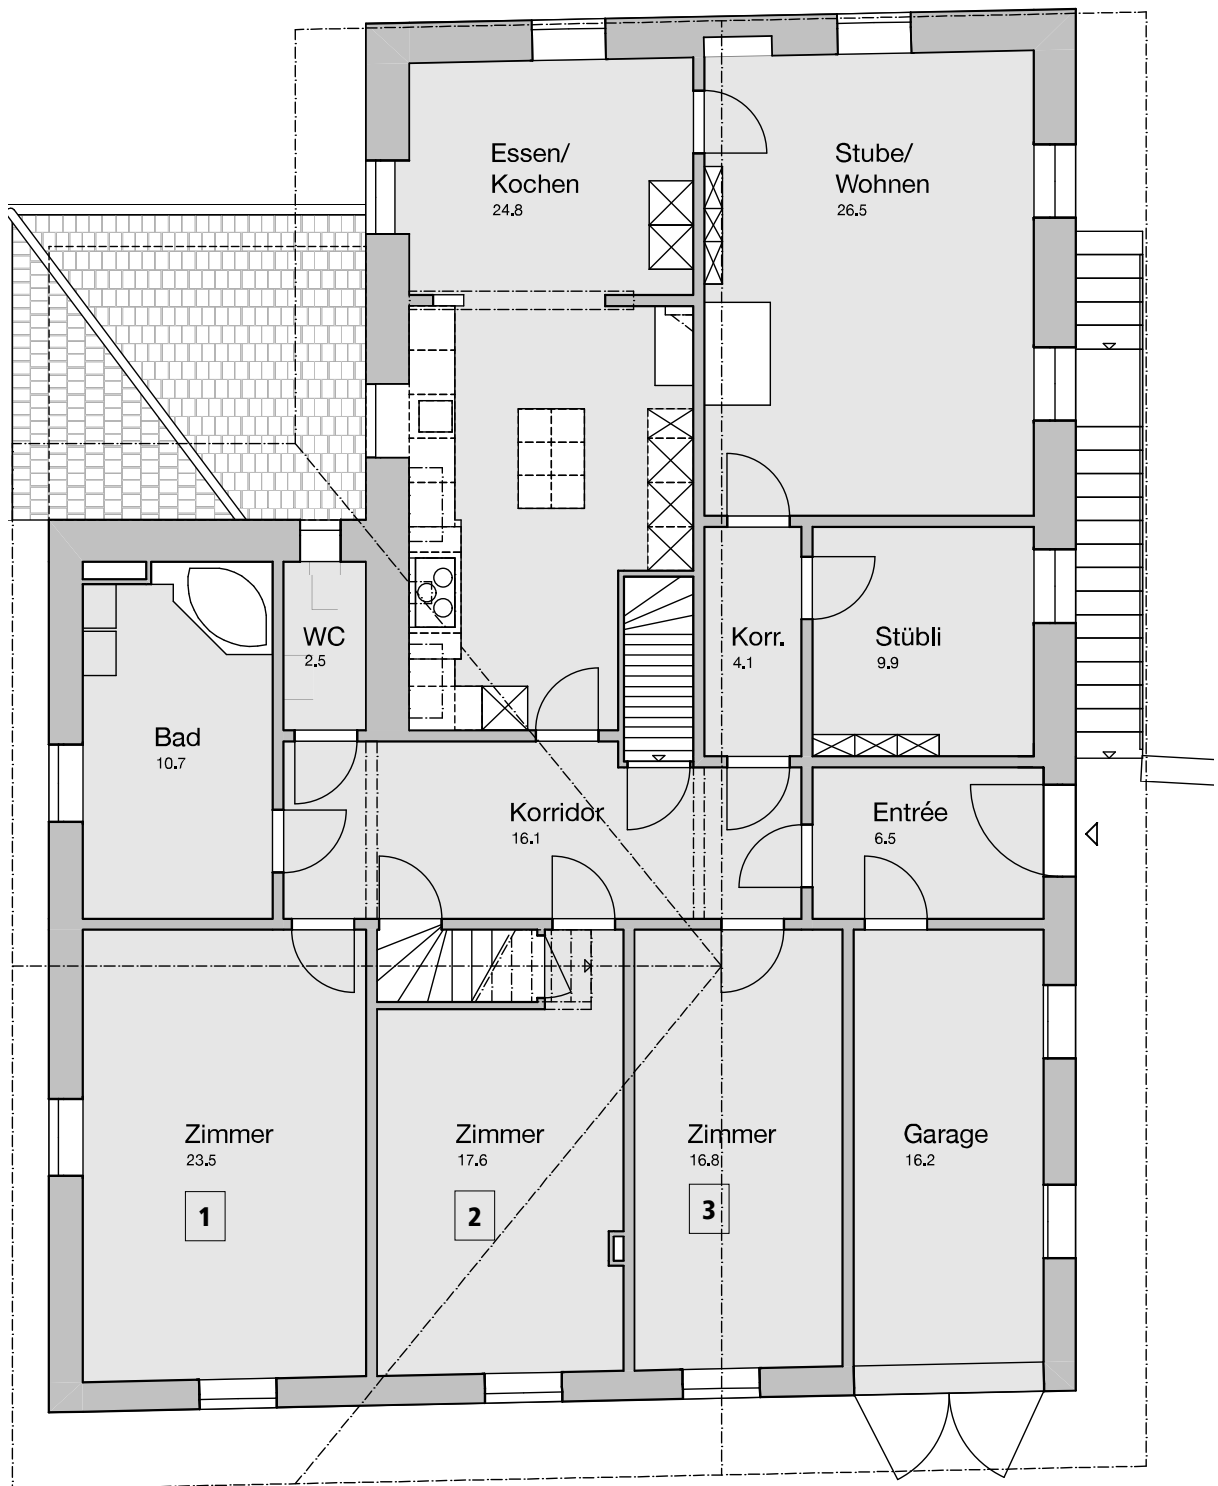 Essen/
Kochen
24.8
Stube/
Wohnen
26.5
WC
2.5
Korr.
4.1
Stübli
9.9
Bad
10.7
Korridor
16.1
Entrée
6.5
Zimmer
23.5
1
Zimmer
17.6
2
Zimmer
16.8
3
Garage
16.2